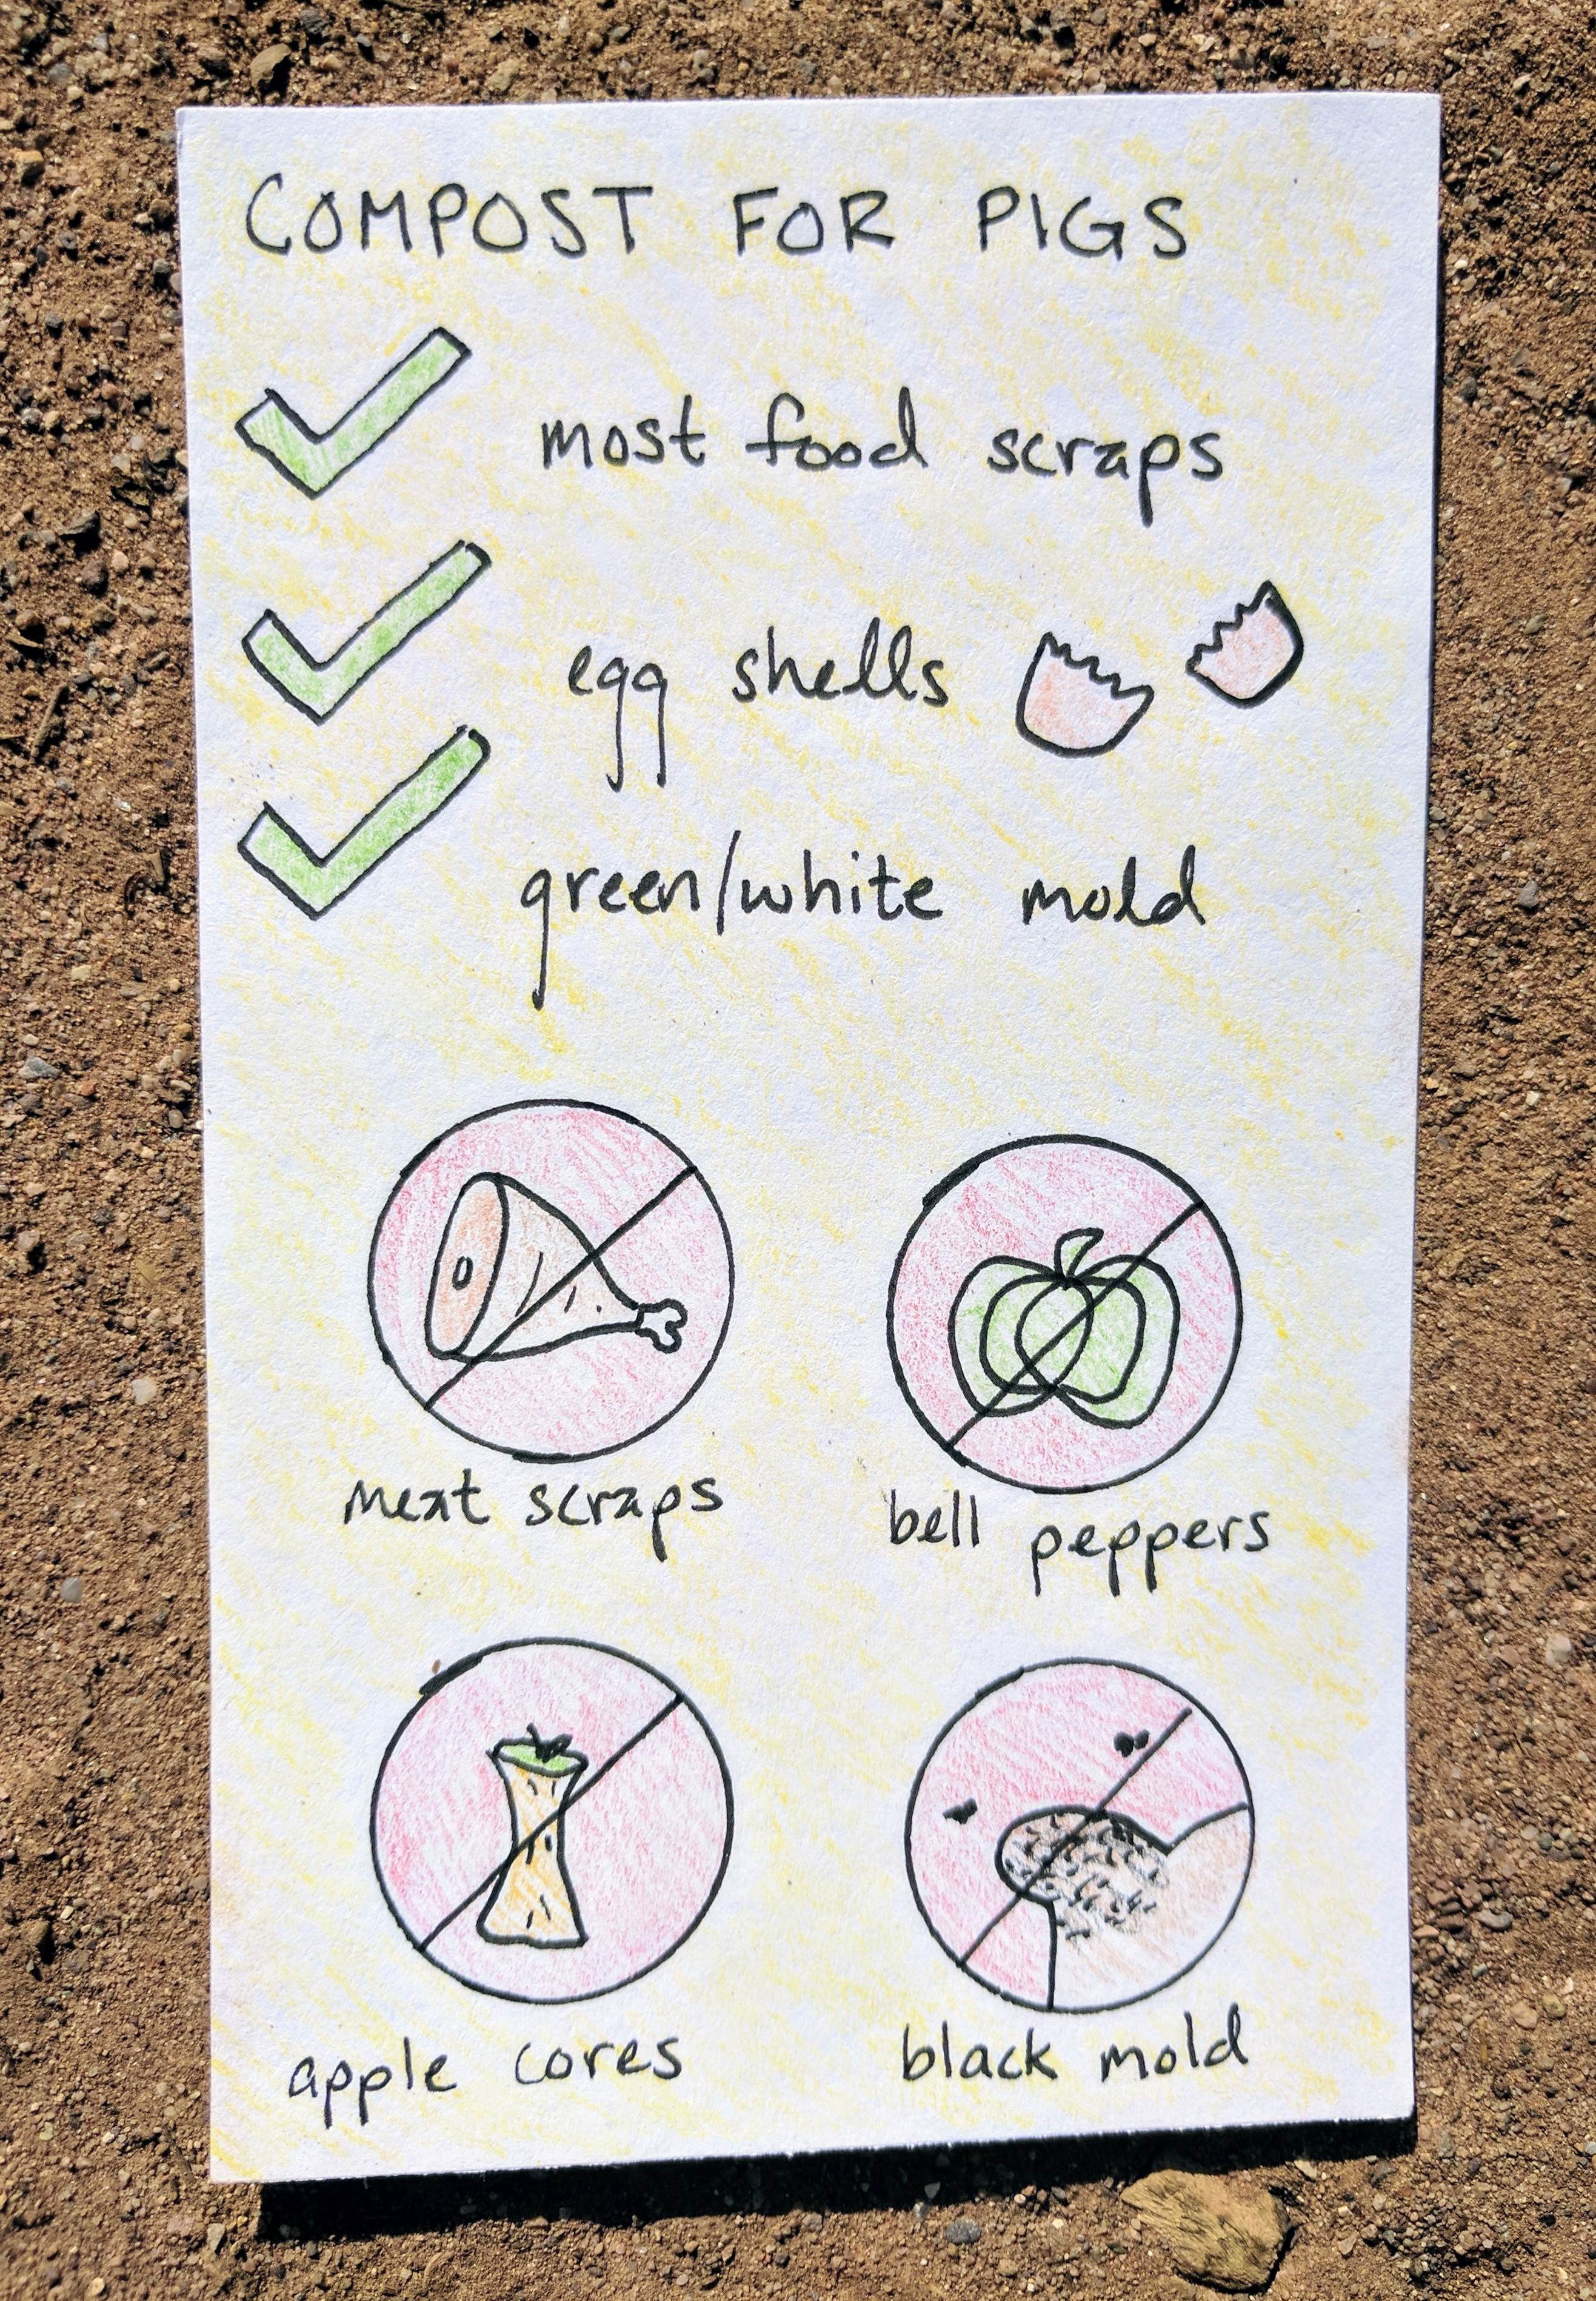 COMPOST FOR PIGS
most food scraps
egg shells
green/white mold
meat scraps
bell peppers
apple cores
black mold